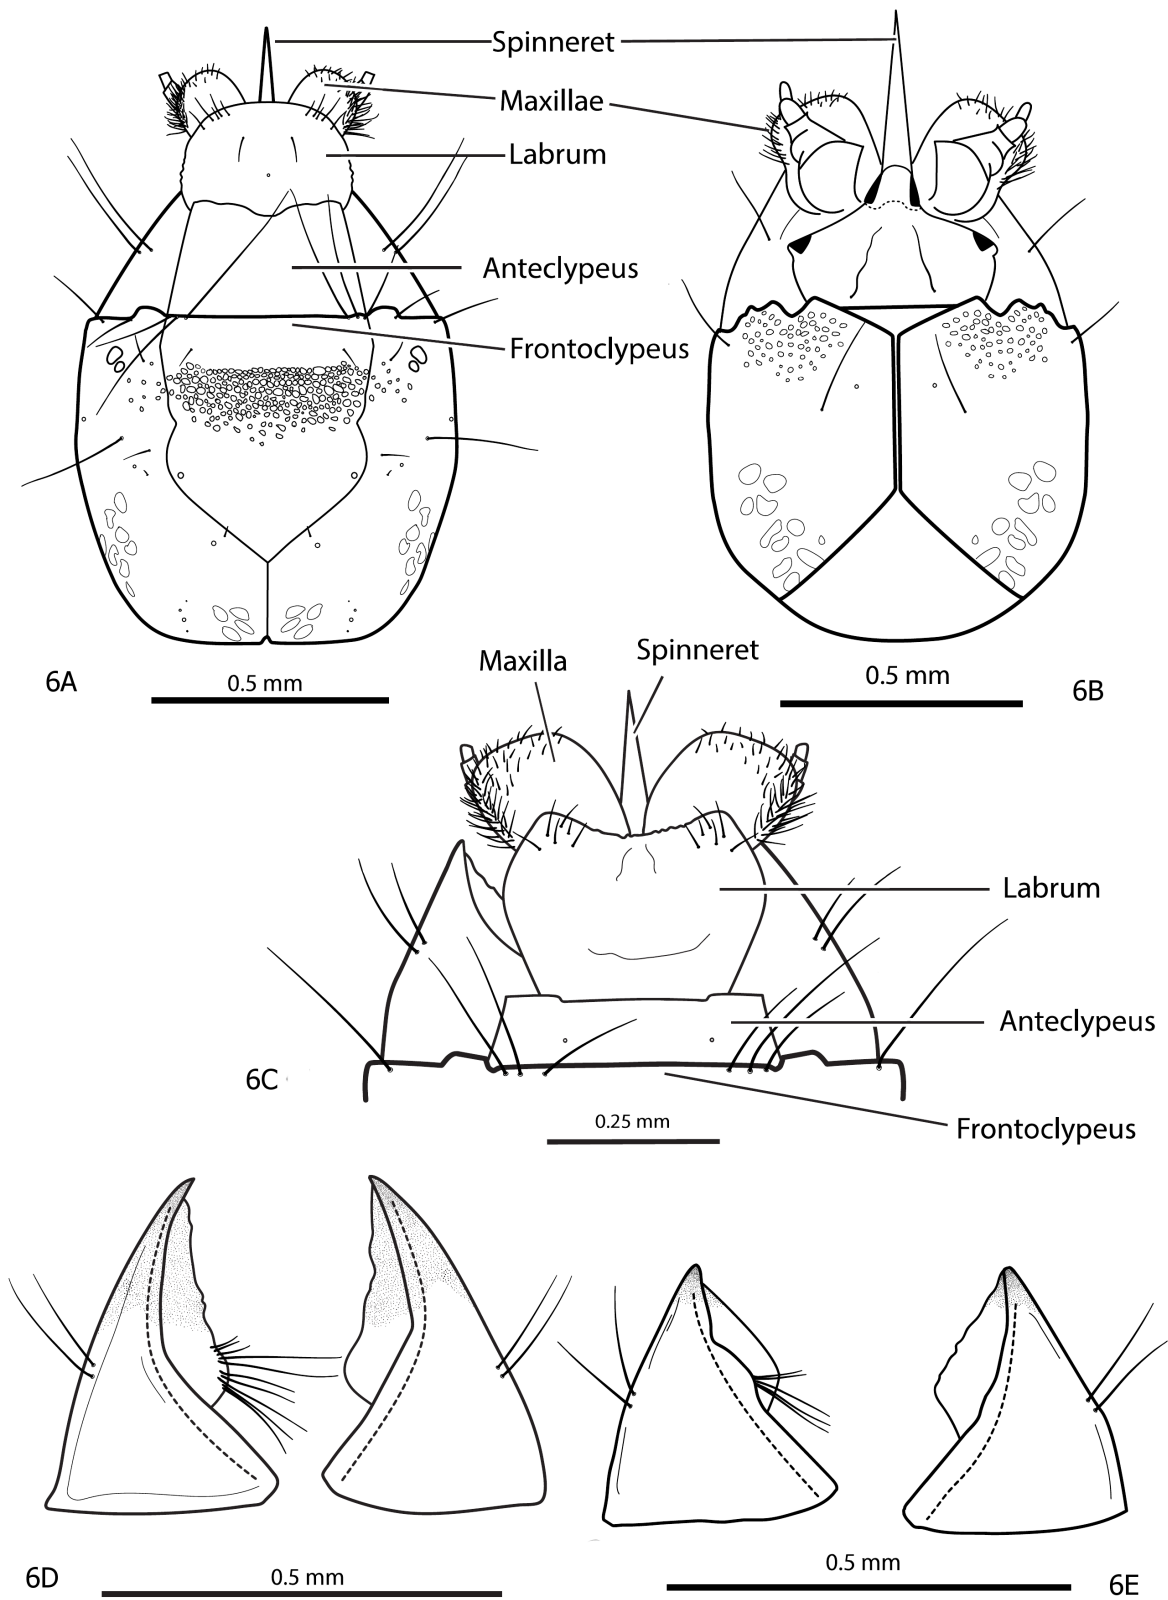 Spinneret
Maxillae
Labrum
Anteclypeus
Frontoclypeus
6A
0.5 mm
0.5 mm
6B
Maxilla
Spinneret
Labrum
Anteclypeus
6C
0.25 mm
Frontoclypeus
6D
0.5 mm
0.5 mm
6E